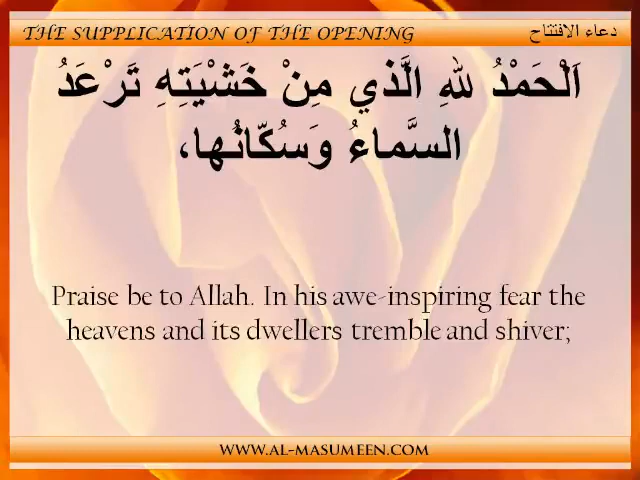 THE SUPPLICATION OF THE OPENING
دعاء الافتتاح
اَلْحَمْدُ للهِ الَّذي مِنْ خَشْيَتِهِ تَرْعَدُ
السَّماءُ وَسُكّانُها،
Praise be to Allah. In his awe-inspiring fear the
heavens and its dwellers tremble and shiver;
WWW.AL-MASUMEEN.COM